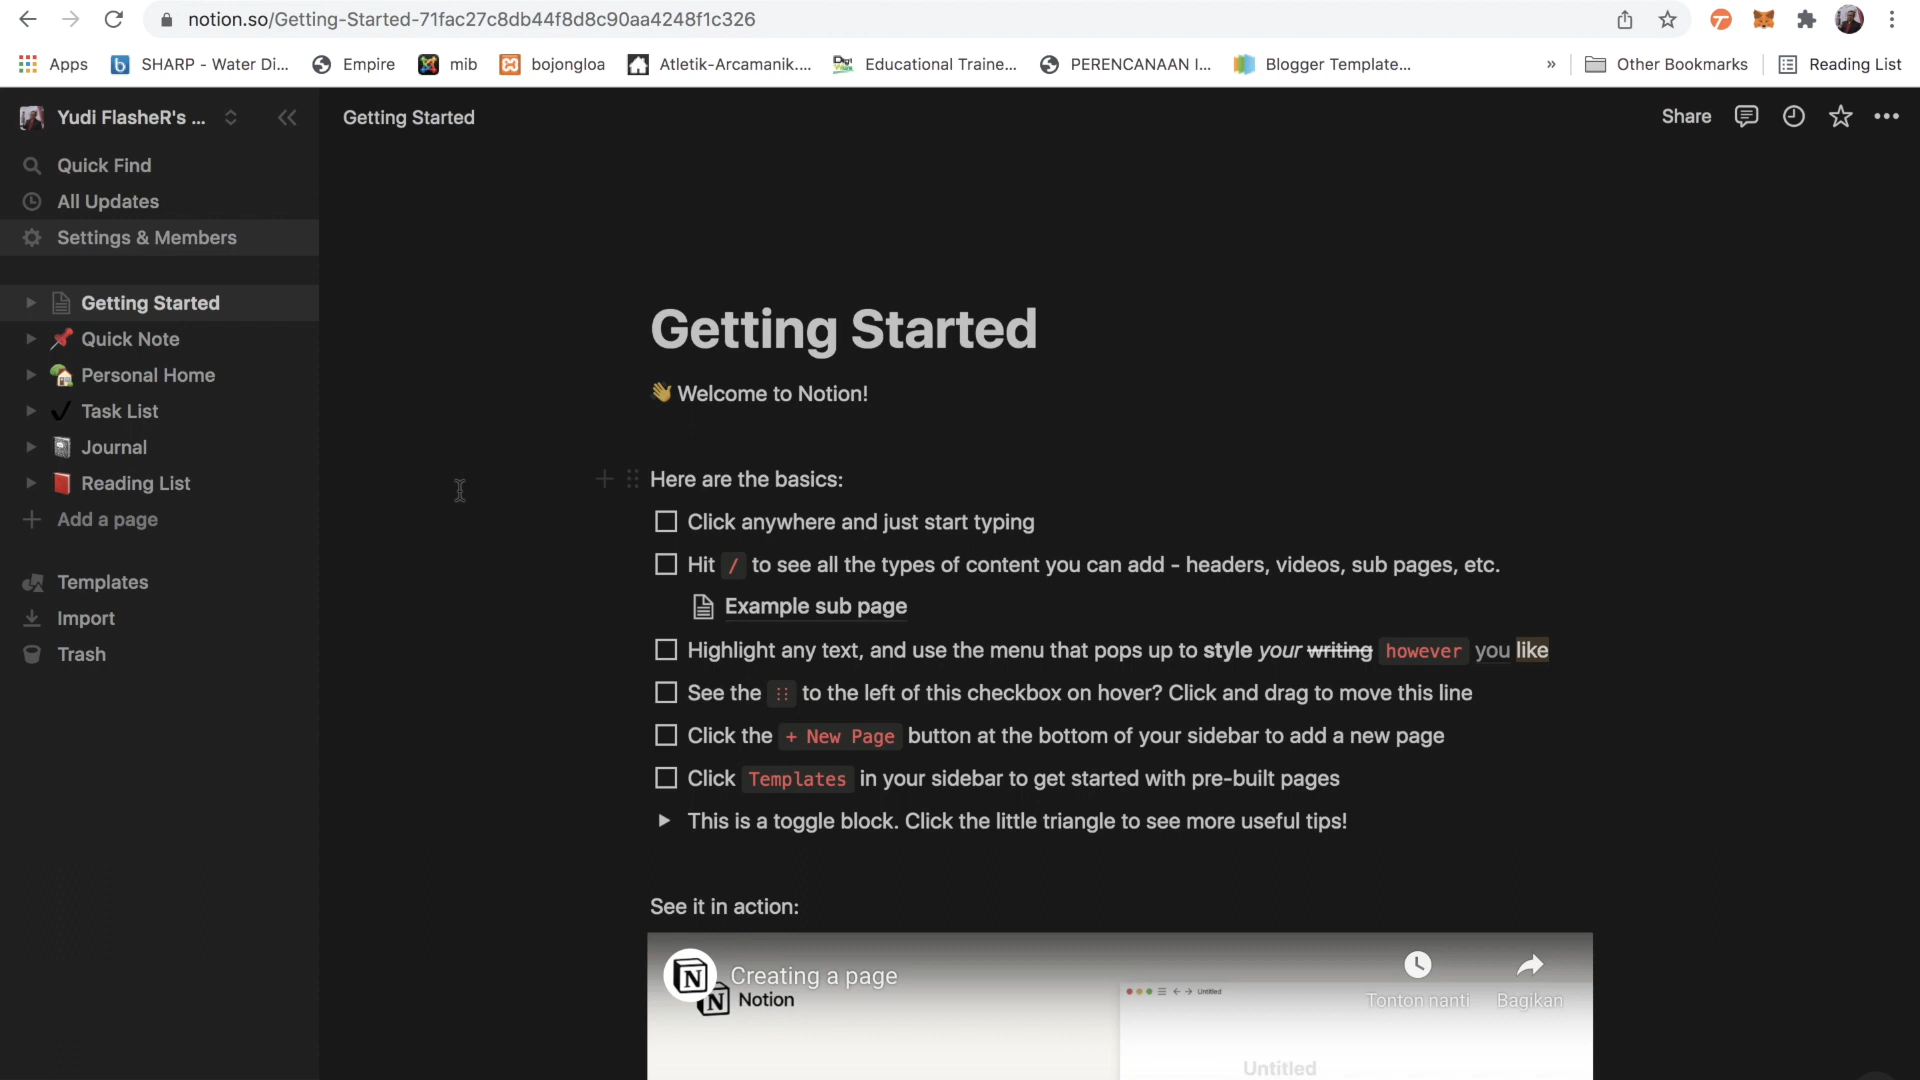 notion.so/Getting-Started-71fac27c8db44f8d8c90aa4248f1c326
Apps SHARP - Water Di... Empire mib bojongloa Atletik-Arcamanik.... Educational Traine... PERENCANAAN I... Blogger Template... » Other Bookmarks Reading List
Yudi FlasheR's ...
Getting Started
Share
Quick Find
All Updates
Settings & Members
Getting Started
Quick Note
Personal Home
Task List
Journal
Reading List
Add a page
Templates
Import
Trash
Getting Started
👋 Welcome to Notion!
Here are the basics:
Click anywhere and just start typing
Hit / to see all the types of content you can add - headers, videos, sub pages, etc.
Example sub page
Highlight any text, and use the menu that pops up to style your writing however you like
See the ⋮⋮ to the left of this checkbox on hover? Click and drag to move this line
Click the + New Page button at the bottom of your sidebar to add a new page
Click Templates in your sidebar to get started with pre-built pages
This is a toggle block. Click the little triangle to see more useful tips!
See it in action:
Creating a page
Notion
Untitled
Tonton nanti
Bagikan
Untitled